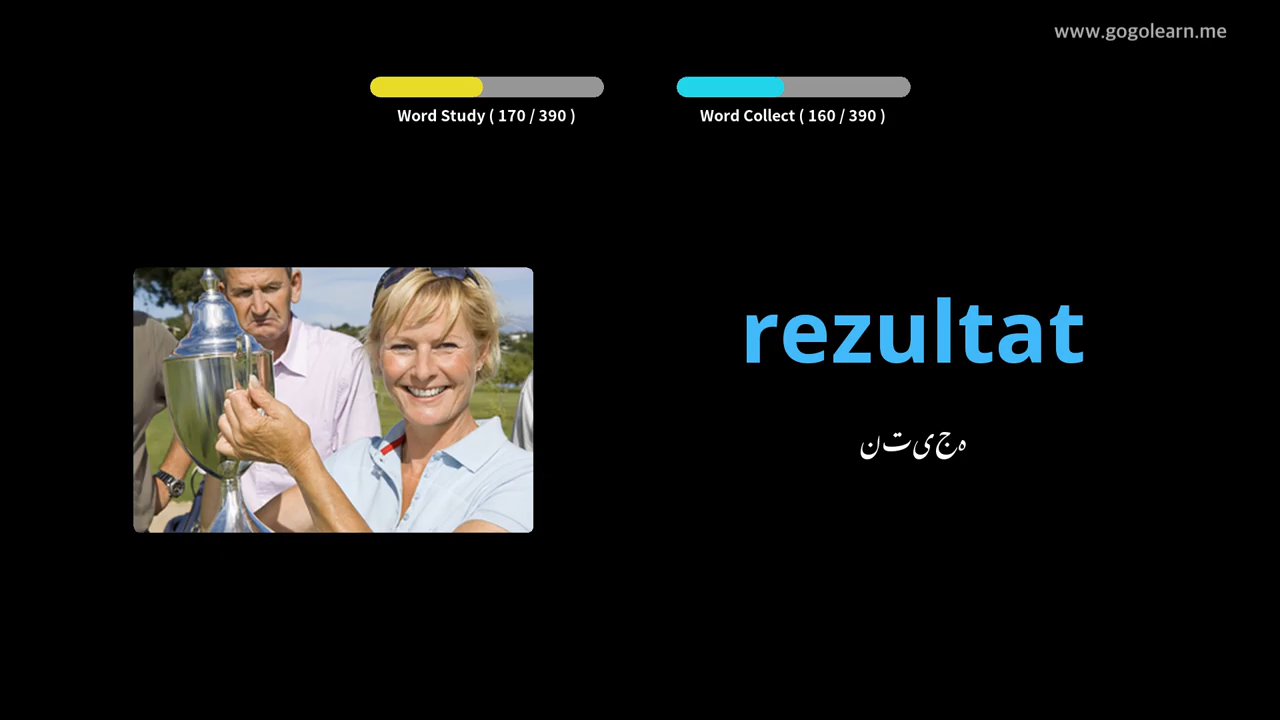 www.gogolearn.me
Word Study ( 170 / 390 )
Word Collect ( 160 / 390 )
rezultat
نتیجہ